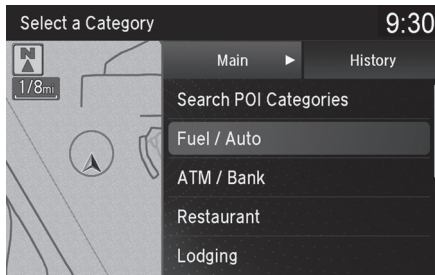 Select a Category
9:30
N
1/8mi
Main
History
Search POI Categories
Fuel / Auto
ATM / Bank
Restaurant
Lodging